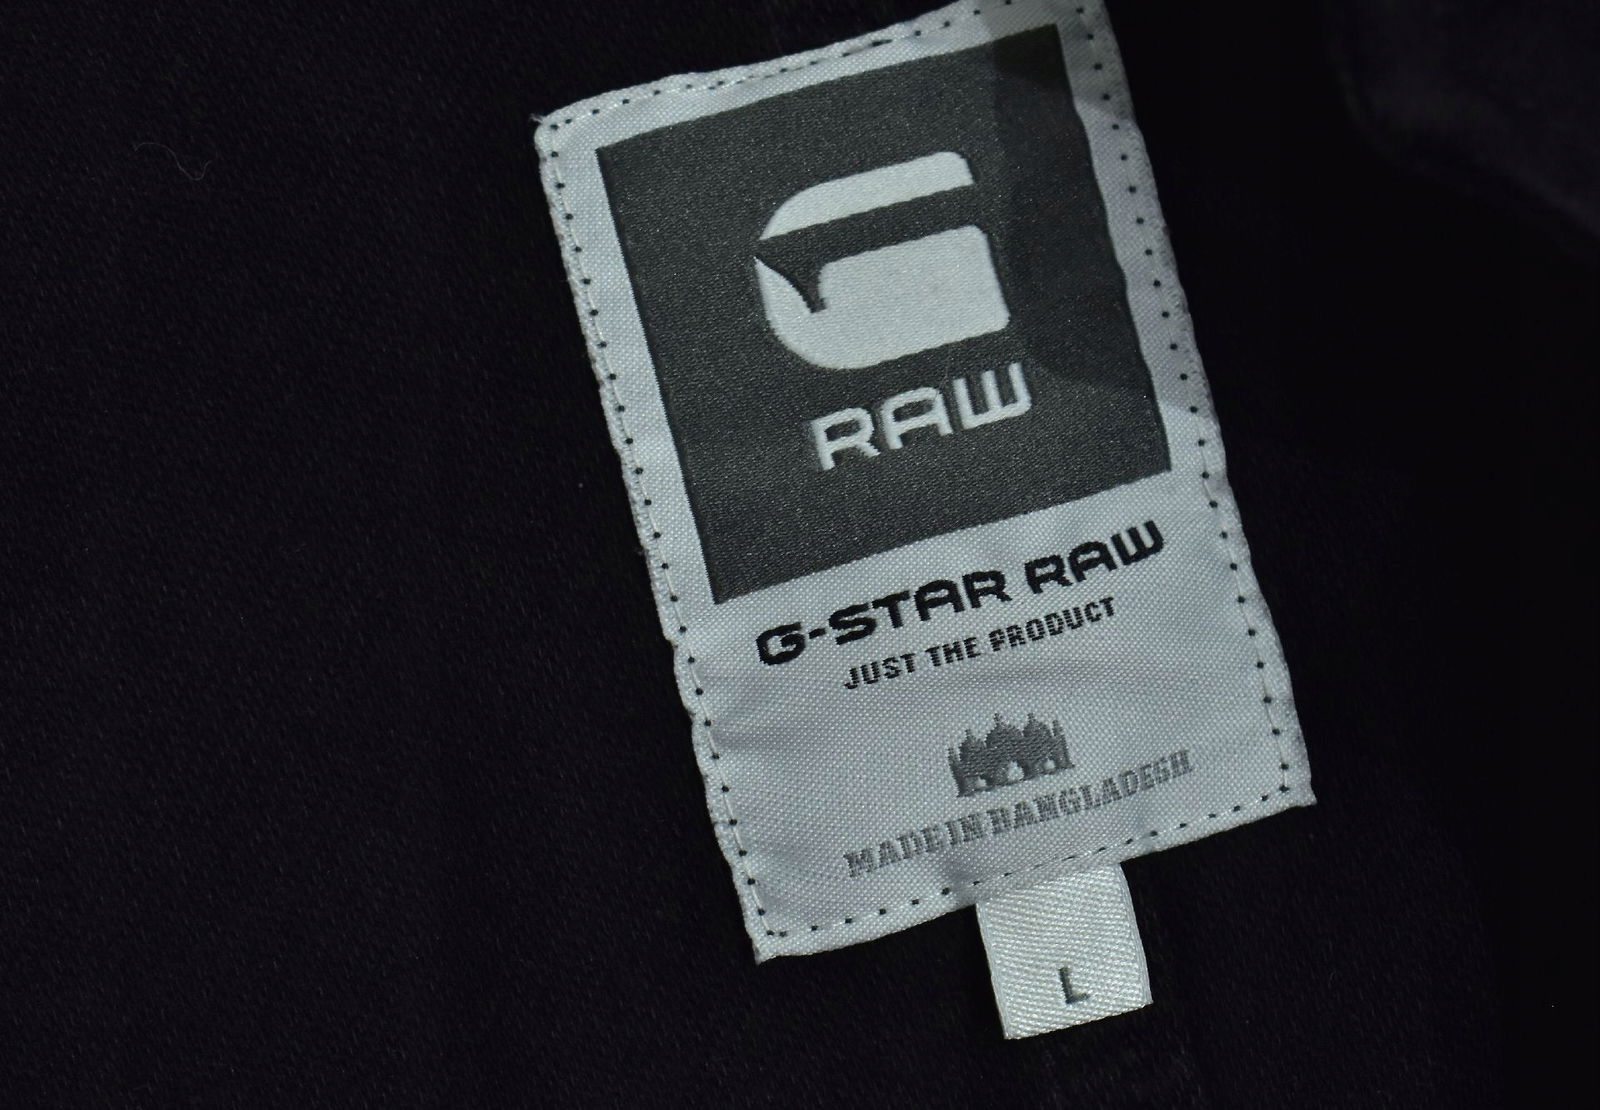 RAW
G-STAR RAW
JUST THE PRODUCT
MADE IN BANGLADESH
L